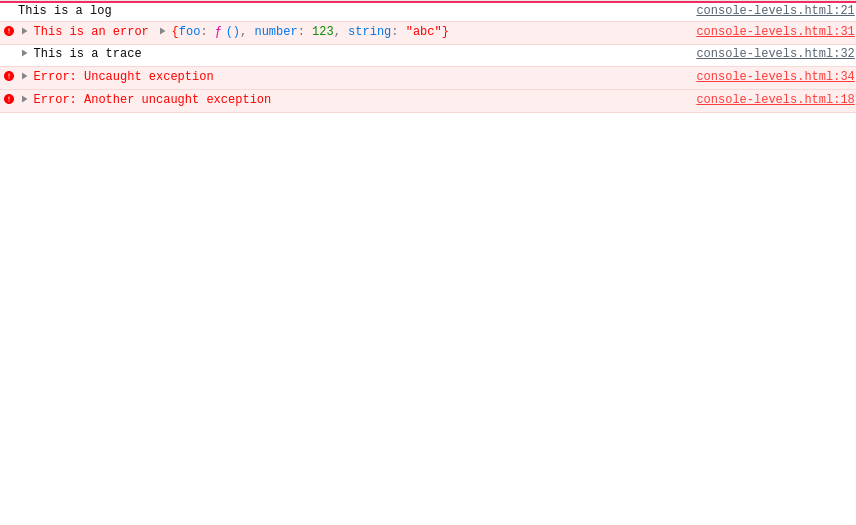 This is a log console-levels.html:21
This is an error {foo: ƒ (), number: 123, string: "abc"} console-levels.html:31
This is a trace console-levels.html:32
Error: Uncaught exception console-levels.html:34
Error: Another uncaught exception console-levels.html:18